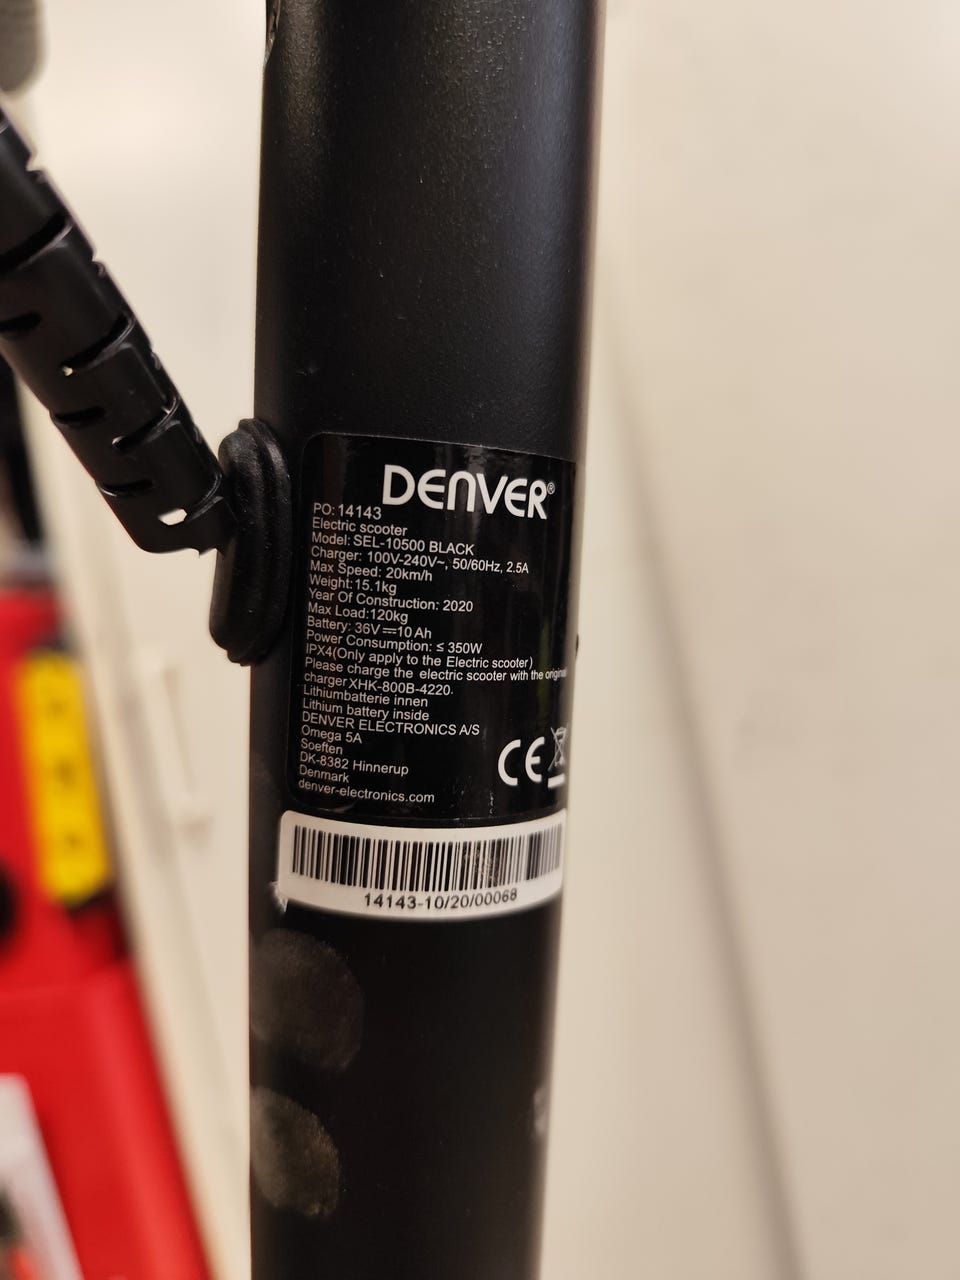 DENVER®
PO: 14143
Electric scooter
Model: SEL-10500 BLACK
Charger: 100V-240V~, 50/60Hz, 2.5A
Max Speed: 20km/h
Weight:15.1kg
Year Of Construction: 2020
Max Load:120kg
Battery: 36V⎓10 Ah
Power Consumption: ≤ 350W
IPX4(Only apply to the Electric scooter)
Please charge the electric scooter with the original
charger XHK-800B-4220.
Lithiumbatterie innen
Lithium battery inside
DENVER ELECTRONICS A/S
Omega 5A
Soeften
DK-8382 Hinnerup
Denmark
denver-electronics.com
CE
14143-10/20/00068